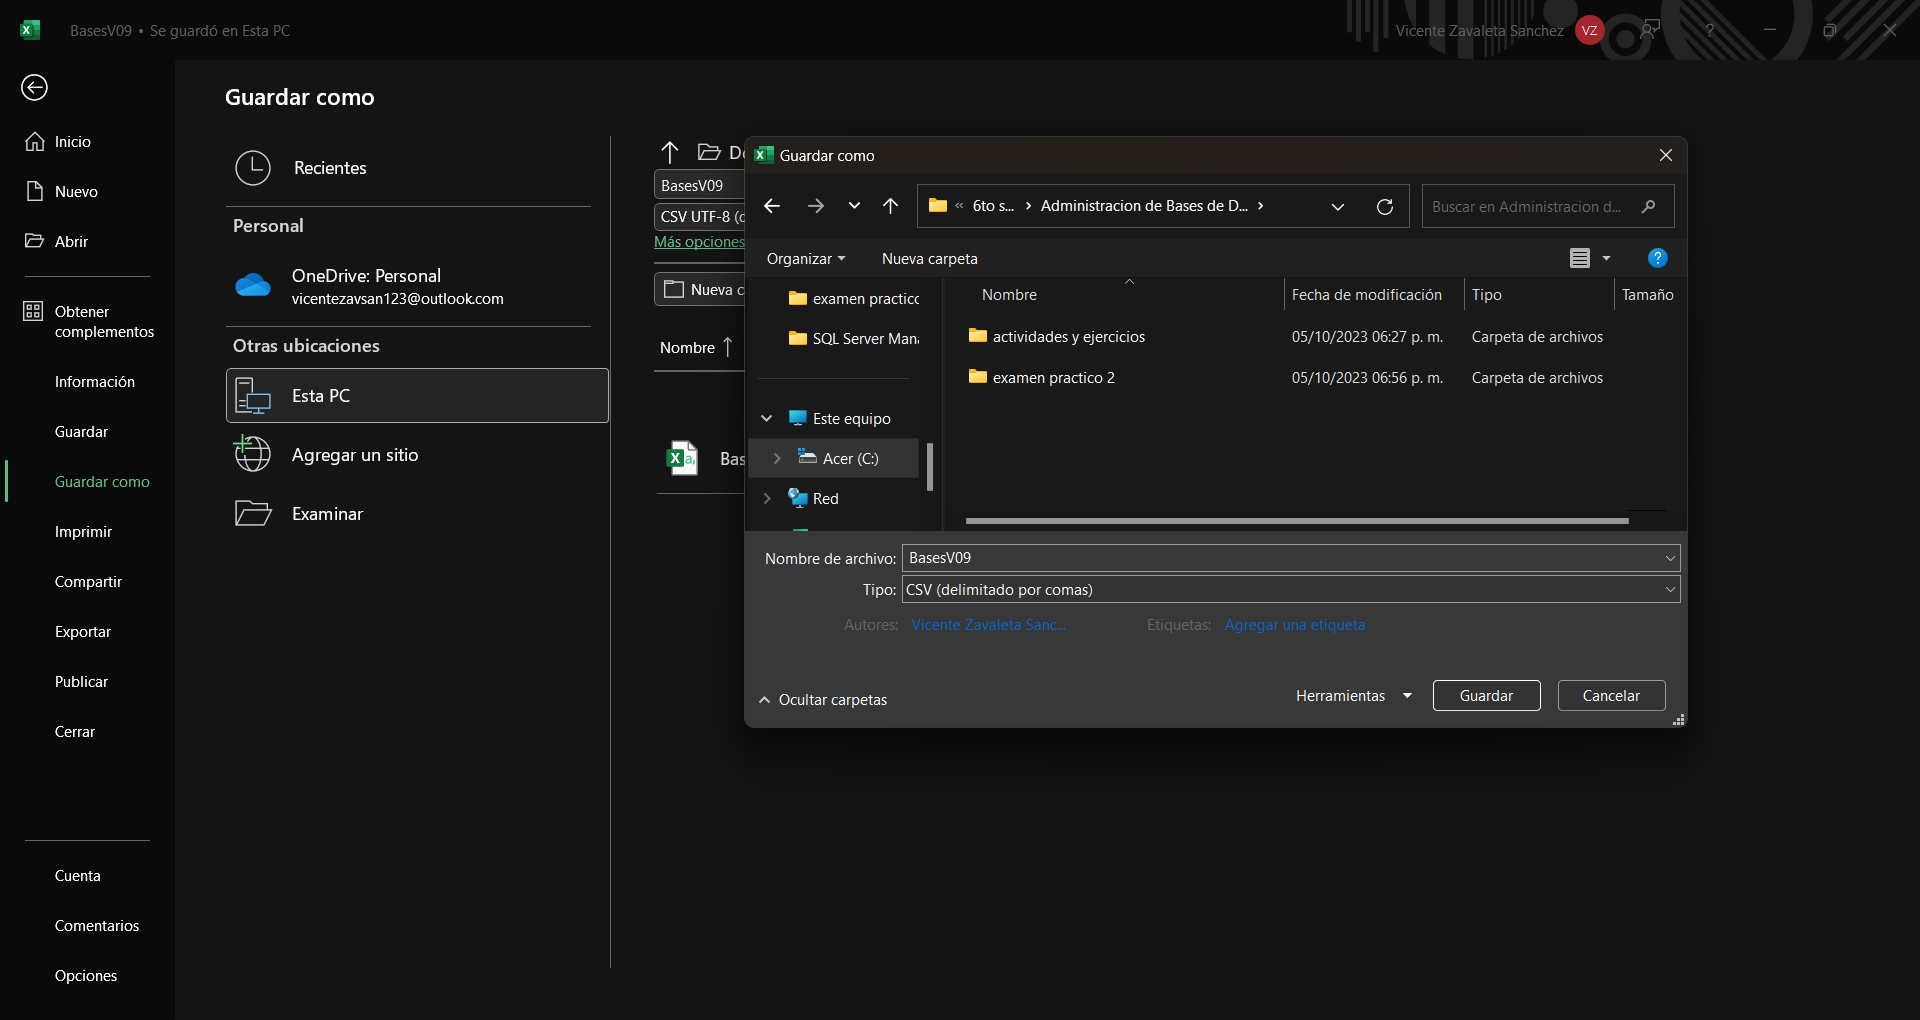 BasesV09 • Se guardó en Esta PC
Vicente Zavaleta Sanchez
VZ
?
Inicio
Nuevo
Abrir
Obtener
complementos
Información
Guardar
Guardar como
Imprimir
Compartir
Exportar
Publicar
Cerrar
Cuenta
Comentarios
Opciones
Guardar como
Recientes
Personal
OneDrive: Personal
vicentezavsan123@outlook.com
Otras ubicaciones
Esta PC
Agregar un sitio
Examinar
BasesV09
CSV UTF-8 (
Más opciones
Nueva
Nombre ↑
Guardar como
« 6to s... › Administracion de Bases de D... ›
Buscar en Administracion d...
Organizar
Nueva carpeta
?
examen practico
SQL Server
Este equipo
Acer (C:)
Red
Nombre
Fecha de modificación
Tipo
Tamaño
actividades y ejercicios
05/10/2023 06:27 p. m.
Carpeta de archivos
examen practico 2
05/10/2023 06:56 p. m.
Carpeta de archivos
Nombre de archivo: BasesV09
Tipo: CSV (delimitado por comas)
Autores: Vicente Zavaleta Sanc...
Etiquetas: Agregar una etiqueta
Ocultar carpetas
Herramientas
Guardar
Cancelar